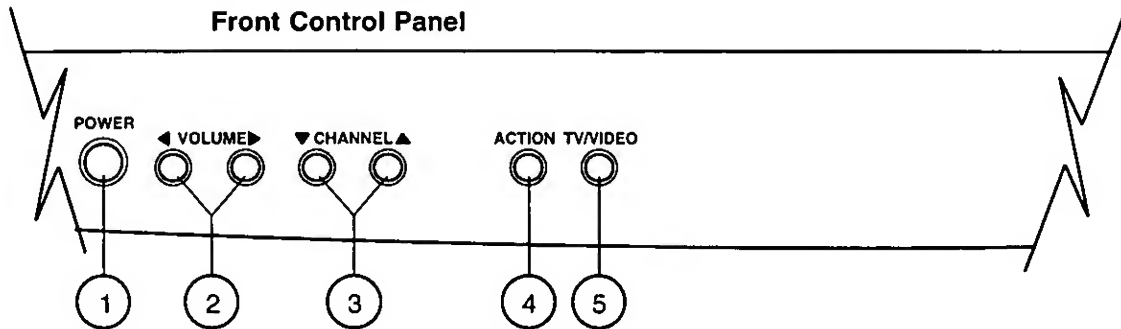 Front Control Panel
POWER
◀ VOLUME▶
▼CHANNEL▲
ACTION TV/VIDEO
1 2 3 4 5